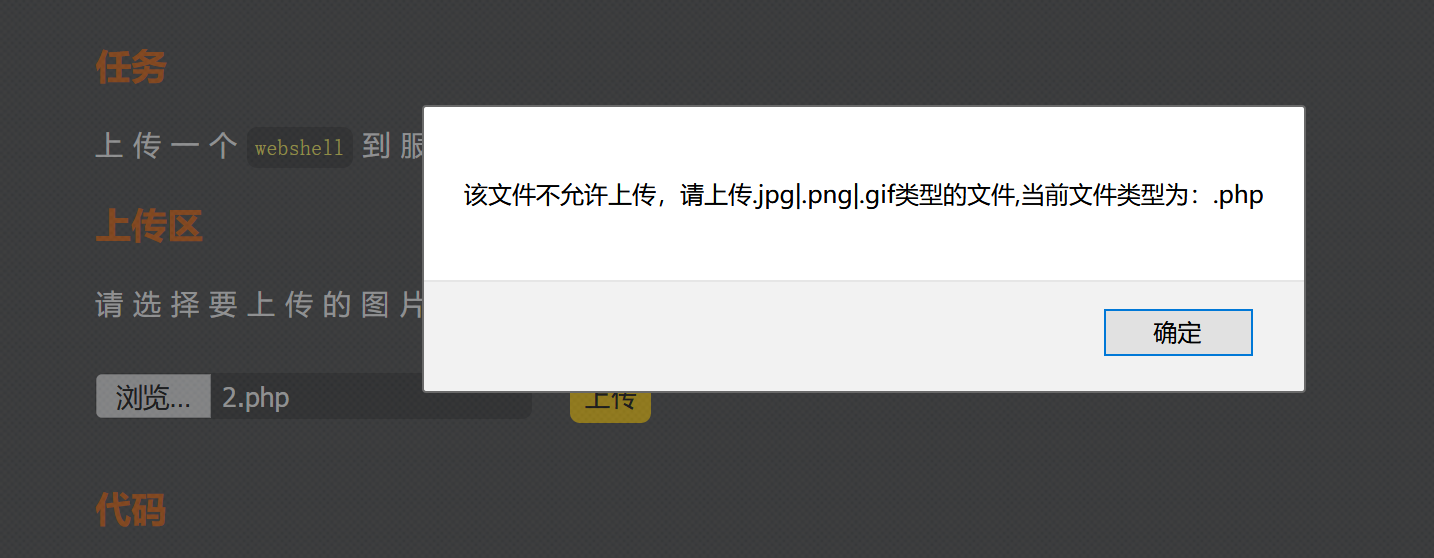 任务
上传一个 webshell 到服
该文件不允许上传，请上传.jpg|.png|.gif类型的文件,当前文件类型为：.php
上传区
请选择要上传的图片
确定
浏览... 2.php 上传
代码